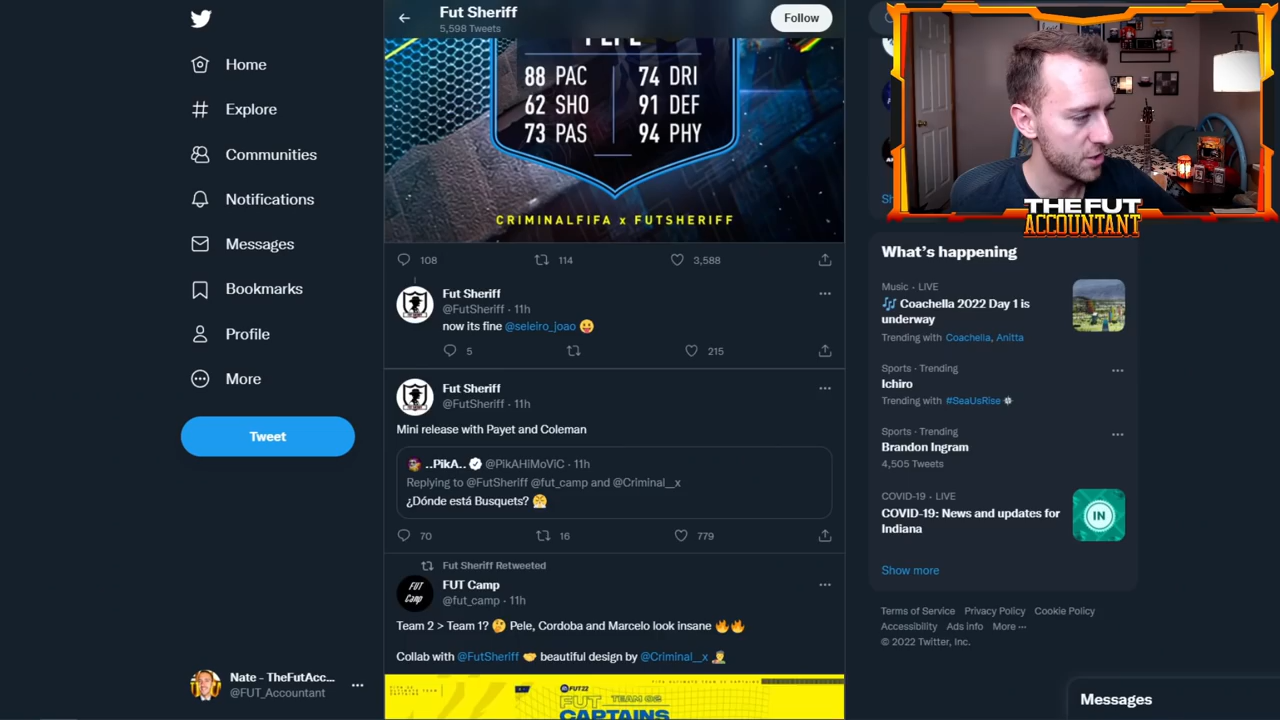 Home
Explore
Communities
Notifications
Messages
Bookmarks
Profile
More
Tweet
Nate - TheFutAcc...
@FUT_Accountant
Fut Sheriff
5,598 Tweets
Follow
88 PAC 74 DRI
62 SHO 91 DEF
73 PAS 94 PHY
CRIMINALFIFA x FUTSHERIFF
108 114 3,588
Fut Sheriff
@FutSheriff · 11h
now its fine @seleiro_joao 😛
5 215
Fut Sheriff
@FutSheriff · 11h
Mini release with Payet and Coleman
..PikA.. @PIkAHiMoViC · 11h
Replying to @FutSheriff @fut_camp and @Criminal__x
¿Dónde está Busquets? 😤
70 16 779
Fut Sheriff Retweeted
FUT Camp
@fut_camp · 11h
Team 2 > Team 1? 🤔 Pele, Cordoba and Marcelo look insane 🔥🔥
Collab with @FutSheriff 🤝 beautiful design by @Criminal__x
FUT22
FUT TEAM 02
CAPTAINS
THE FUT
ACCOUNTANT
What's happening
Music · LIVE
🎶 Coachella 2022 Day 1 is
underway
Trending with Coachella, Anitta
Sports · Trending
Ichiro
Trending with #SeaUsRise
Sports · Trending
Brandon Ingram
4,505 Tweets
COVID-19 · LIVE
COVID-19: News and updates for
Indiana
IN
Show more
Terms of Service Privacy Policy Cookie Policy
Accessibility Ads info More ···
© 2022 Twitter, Inc.
Messages